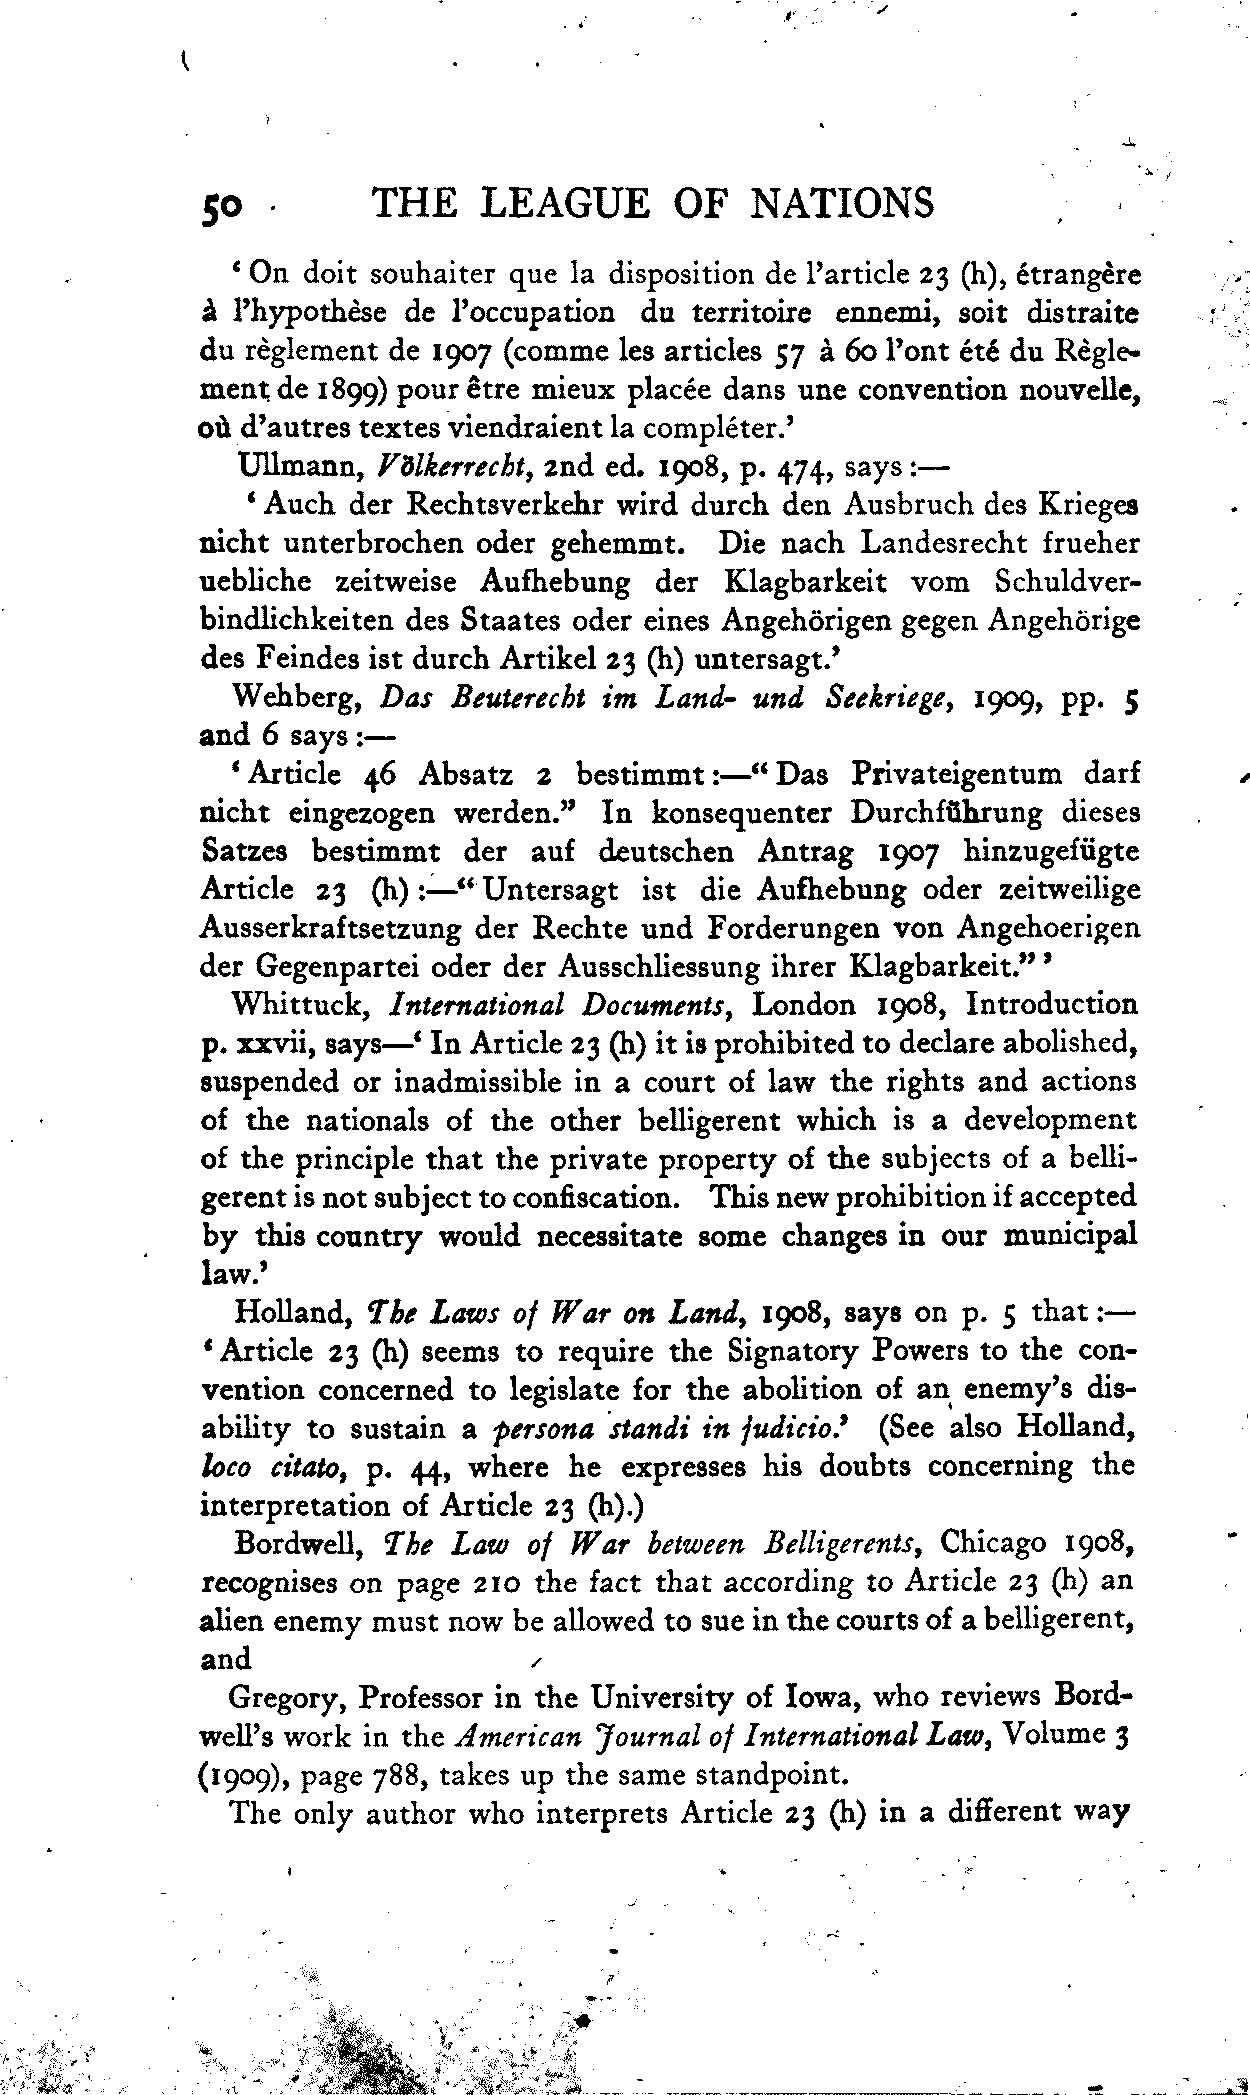 50 THE LEAGUE OF NATIONS
‘On doit souhaiter que la disposition de l’article 23 (h), étrangère
à l’hypothèse de l’occupation du territoire ennemi, soit distraite
du règlement de 1907 (comme les articles 57 à 60 l’ont été du Règle-
ment de 1899) pour être mieux placée dans une convention nouvelle,
où d’autres textes viendraient la compléter.’
Ullmann, Völkerrecht, 2nd ed. 1908, p. 474, says :—
‘Auch der Rechtsverkehr wird durch den Ausbruch des Krieges
nicht unterbrochen oder gehemmt. Die nach Landesrecht frueher
uebliche zeitweise Aufhebung der Klagbarkeit vom Schuldver-
bindlichkeiten des Staates oder eines Angehörigen gegen Angehörige
des Feindes ist durch Artikel 23 (h) untersagt.’
Wehberg, Das Beuterecht im Land- und Seekriege, 1909, pp. 5
and 6 says :—
‘Article 46 Absatz 2 bestimmt :—“Das Privateigentum darf
nicht eingezogen werden.” In konsequenter Durchführung dieses
Satzes bestimmt der auf deutschen Antrag 1907 hinzugefügte
Article 23 (h) :—“Untersagt ist die Aufhebung oder zeitweilige
Ausserkraftsetzung der Rechte und Forderungen von Angehoerigen
der Gegenpartei oder der Ausschliessung ihrer Klagbarkeit.”’
Whittuck, International Documents, London 1908, Introduction
p. xxvii, says—‘In Article 23 (h) it is prohibited to declare abolished,
suspended or inadmissible in a court of law the rights and actions
of the nationals of the other belligerent which is a development
of the principle that the private property of the subjects of a belli-
gerent is not subject to confiscation. This new prohibition if accepted
by this country would necessitate some changes in our municipal
law.’
Holland, The Laws of War on Land, 1908, says on p. 5 that :—
‘Article 23 (h) seems to require the Signatory Powers to the con-
vention concerned to legislate for the abolition of an enemy’s dis-
ability to sustain a persona standi in judicio.’ (See also Holland,
loco citato, p. 44, where he expresses his doubts concerning the
interpretation of Article 23 (h).)
Bordwell, The Law of War between Belligerents, Chicago 1908,
recognises on page 210 the fact that according to Article 23 (h) an
alien enemy must now be allowed to sue in the courts of a belligerent,
and
Gregory, Professor in the University of Iowa, who reviews Bord-
well’s work in the American Journal of International Law, Volume 3
(1909), page 788, takes up the same standpoint.
The only author who interprets Article 23 (h) in a different way